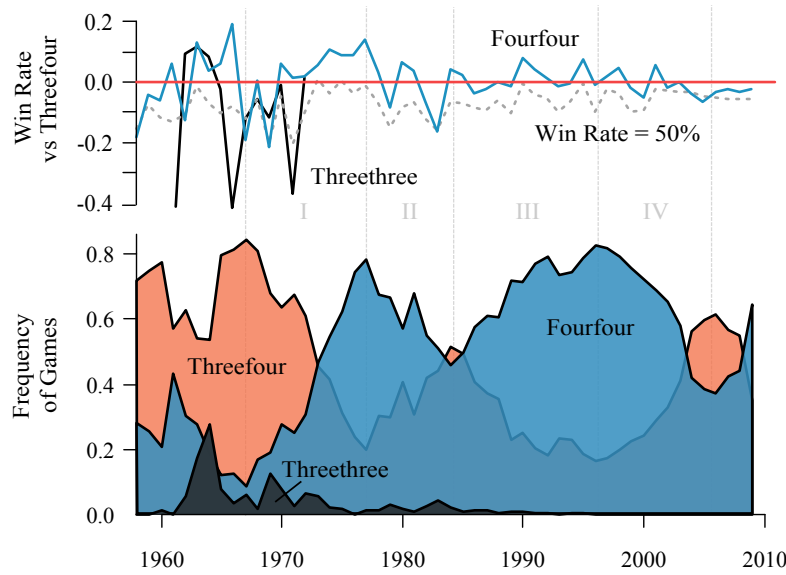 Win Rate
vs Threefour
0.2
0.0
-0.2
-0.4
Fourfour
Win Rate = 50%
Threethree
I
II
III
IV
Frequency
of Games
0.8
0.6
0.4
0.2
0.0
Threefour
Fourfour
Threethree
1960
1970
1980
1990
2000
2010